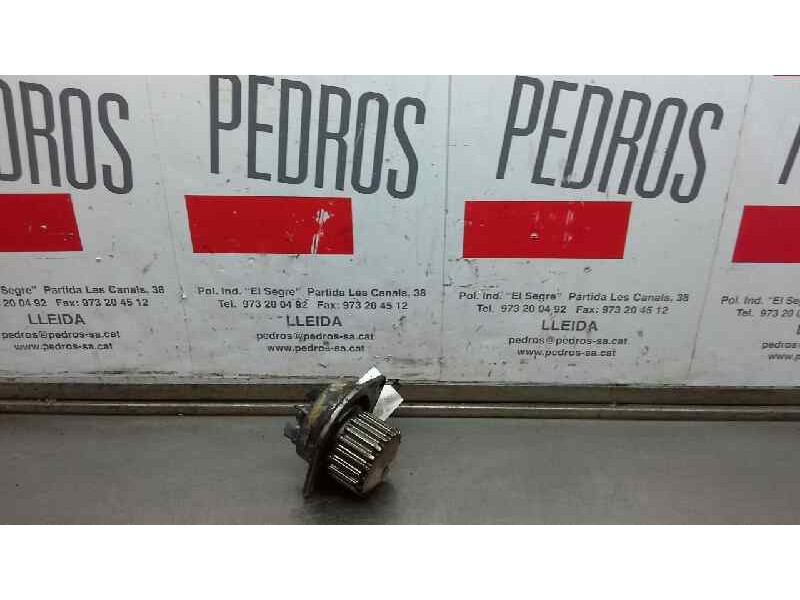 PEDROS
PEDROS
PEDROS
El Segre" Partida Les Canals, 38
Pol. Ind. "El Segre" Partida Les Canals, 38
Pol. Ind. "El Segre" Partida Les Canals, 38
Pol. Ind. "El
20 04 92 Fax: 973 20 45 12
Tel. 973 20 04 92 Fax: 973 20 45 12
Tel. 973 20 04 92 Fax: 973 20 45 12
LLEIDA
LLEIDA
LLEIDA
pedros@pedros-sa.cat
pedros@pedros-sa.cat
pedros@pedros-sa.cat
www.pedros-sa.cat
www.pedros-sa.cat
www.pedros-sa.cat